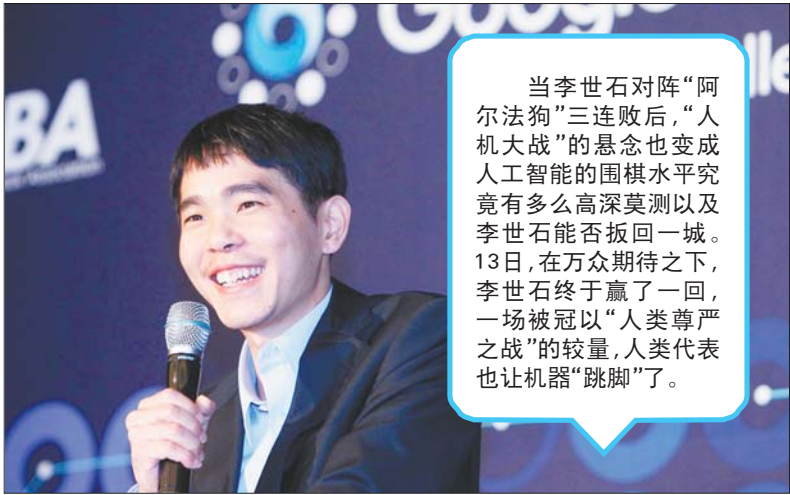 Google
BA
lle
当李世石对阵“阿
尔法狗”三连败后，“人
机大战”的悬念也变成
人工智能的围棋水平究
竟有多么高深莫测以及
李世石能否扳回一城。
13日，在万众期待之下，
李世石终于赢了一回，
一场被冠以“人类尊严
之战”的较量，人类代表
也让机器“跳脚”了。